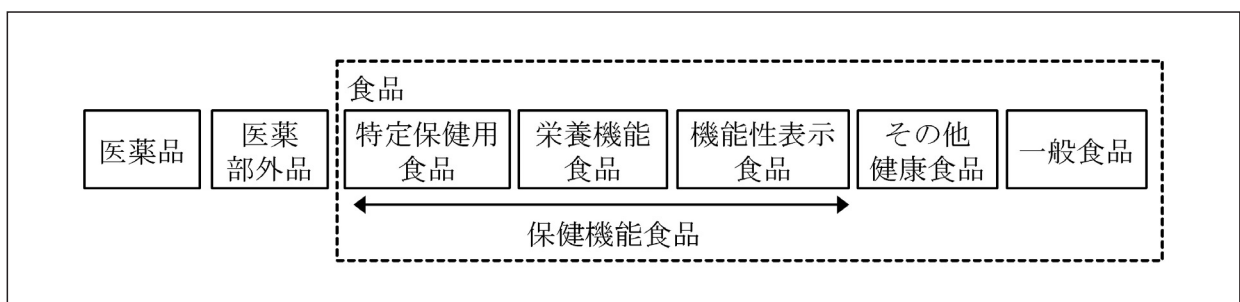 食品
医薬品
医薬
部外品
特定保健用
食品
栄養機能
食品
機能性表示
食品
その他
健康食品
一般食品
保健機能食品